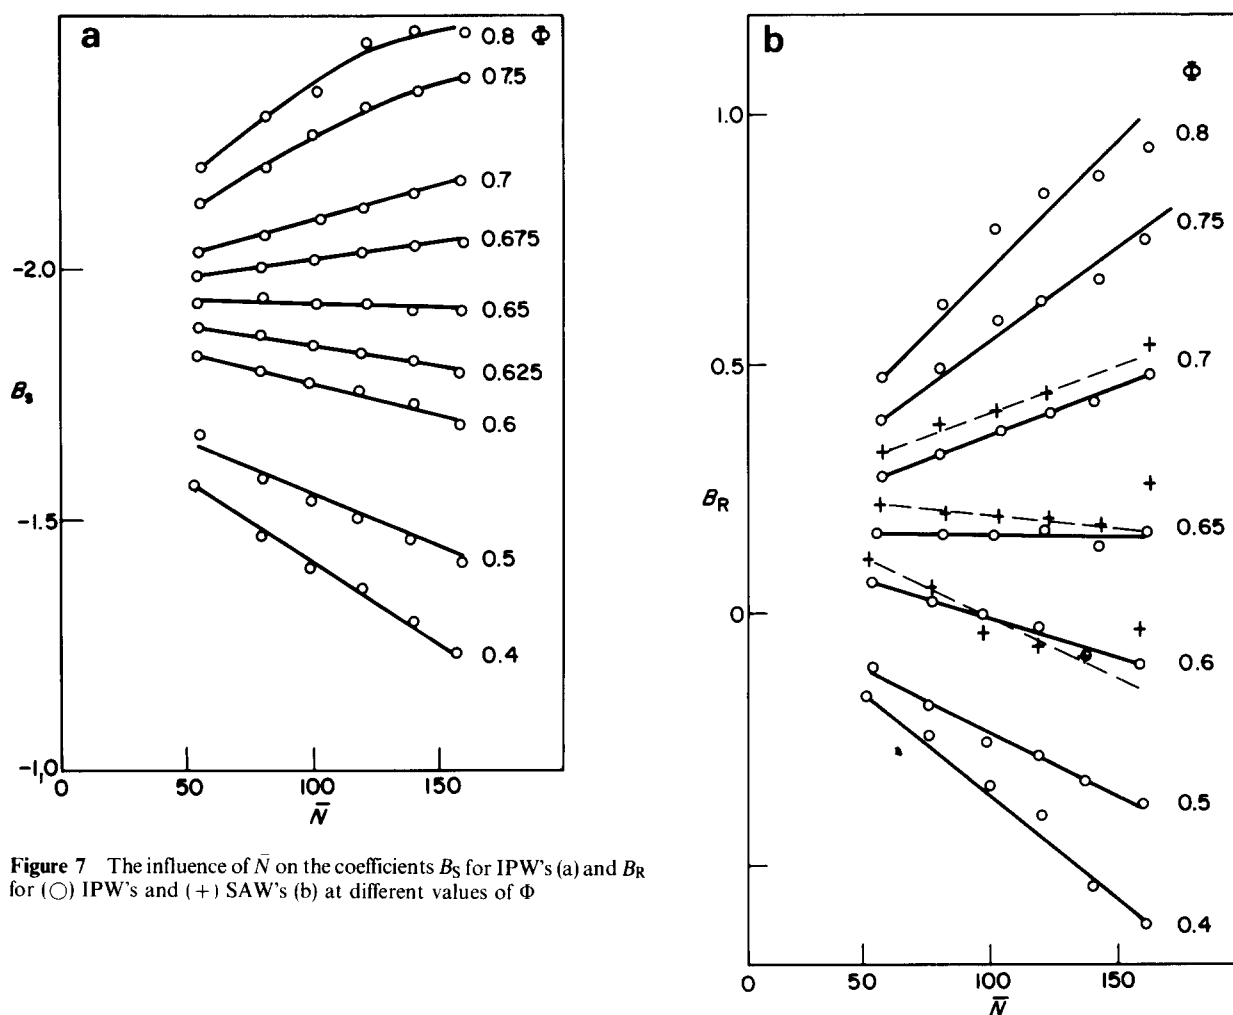 a
0.8 Φ
0.75
0.7
0.675
-2.0
0.65
0.625
B_s
0.6
-1.5
0.5
0.4
-1,0
0 50 100 150
N̄
b
Φ
1.0
0.8
0.75
0.5
0.7
B_R
0.65
0
0.6
0.5
0.4
0 50 100 150
N̄
Figure 7 The influence of N̄ on the coefficients B_S for IPW's (a) and B_R
for (○) IPW's and (+) SAW's (b) at different values of Φ